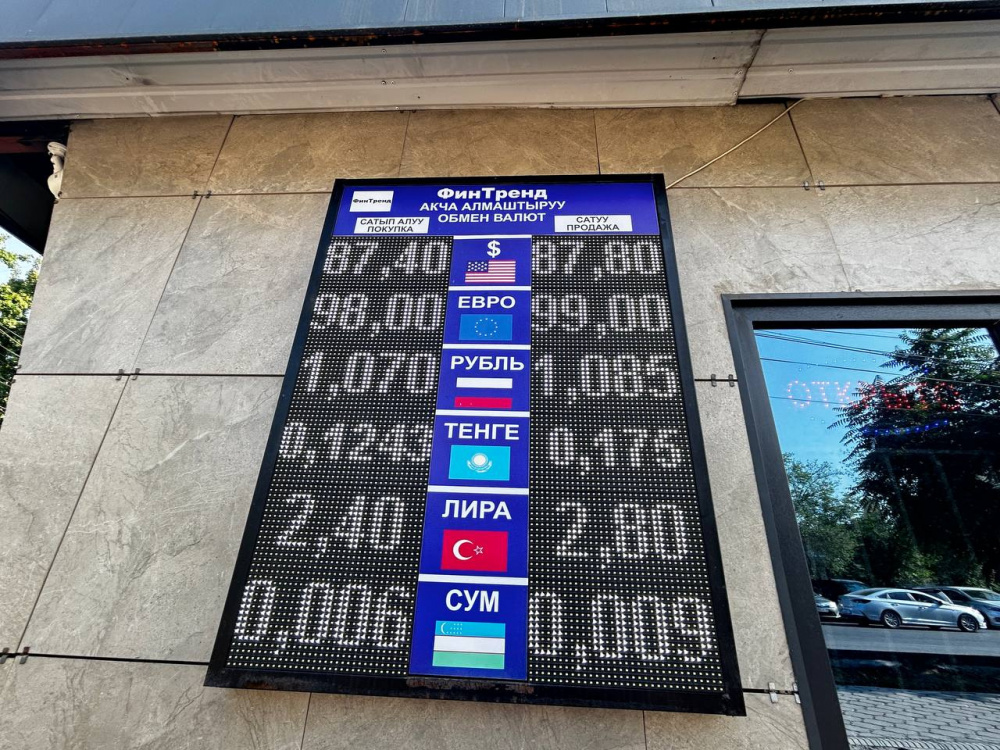 ФинТренд
ФинТренд
АКЧА АЛМАШТЫРУУ
ОБМЕН ВАЛЮТ
САТЫП АЛУУ
ПОКУПКА
САТУУ
ПРОДАЖА
87,40 $ 87,80
98,00 ЕВРО 99,00
1,070 РУБЛЬ 1,085
0,1243 ТЕНГЕ 0,175
2,40 ЛИРА 2,80
0,006 СУМ 0,009